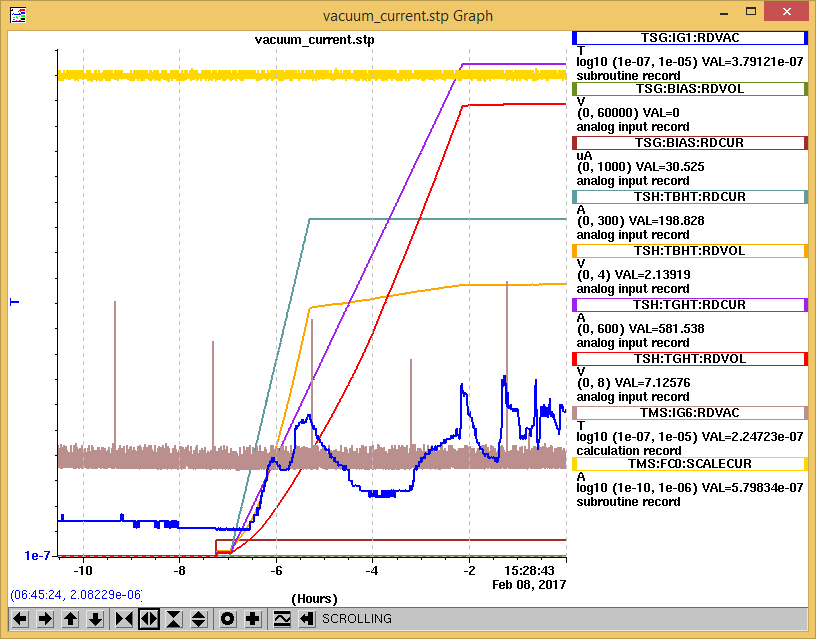 vacuum_current.stp Graph
vacuum_current.stp
TSG:IG1:RDVAC
T
log10 (1e-07, 1e-05) VAL=3.79121e-07
subroutine record
TSG:BIAS:RDVOL
V
(0, 60000) VAL=0
analog input record
TSG:BIAS:RDCUR
uA
(0, 1000) VAL=30.525
analog input record
TSH:TBHT:RDCUR
A
(0, 300) VAL=198.828
analog input record
TSH:TBHT:RDVOL
V
(0, 4) VAL=2.13919
analog input record
TSH:TGHT:RDCUR
A
(0, 600) VAL=581.538
analog input record
TSH:TGHT:RDVOL
V
(0, 8) VAL=7.12576
analog input record
TMS:IG6:RDVAC
T
log10 (1e-07, 1e-05) VAL=2.24723e-07
calculation record
TMS:FC0:SCALECUR
A
log10 (1e-10, 1e-06) VAL=5.79834e-07
subroutine record
T
1e-7
-10 -8 -6 -4 -2 15:28:43
Feb 08, 2017
(Hours)
(06:45:24, 2.08229e-06)
SCROLLING